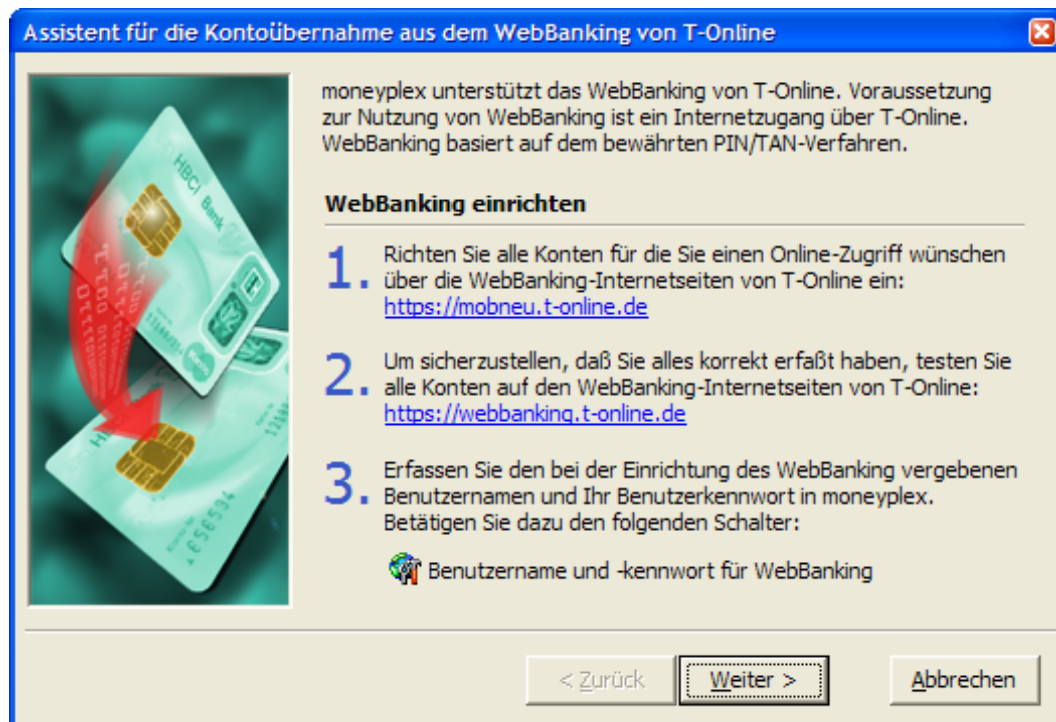 Assistent für die Kontoübernahme aus dem WebBanking von T-Online
moneyplex unterstützt das WebBanking von T-Online. Voraussetzung
zur Nutzung von WebBanking ist ein Internetzugang über T-Online.
WebBanking basiert auf dem bewährten PIN/TAN-Verfahren.
WebBanking einrichten
1. Richten Sie alle Konten für die Sie einen Online-Zugriff wünschen
über die WebBanking-Internetseiten von T-Online ein:
https://mobneu.t-online.de
2. Um sicherzustellen, daß Sie alles korrekt erfaßt haben, testen Sie
alle Konten auf den WebBanking-Internetseiten von T-Online:
https://webbanking.t-online.de
3. Erfassen Sie den bei der Einrichtung des WebBanking vergebenen
Benutzernamen und Ihr Benutzerkennwort in moneyplex.
Betätigen Sie dazu den folgenden Schalter:
Benutzername und -kennwort für WebBanking
< Zurück
Weiter >
Abbrechen
HBCI Bank